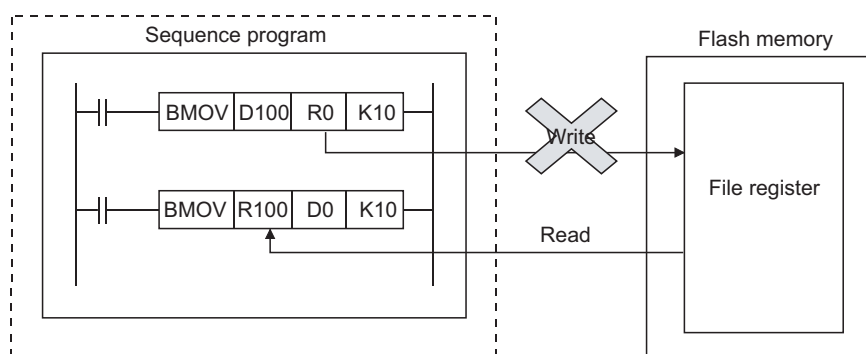 Sequence program
Flash memory
BMOV D100 R0 K10
Write
File register
BMOV R100 D0 K10
Read